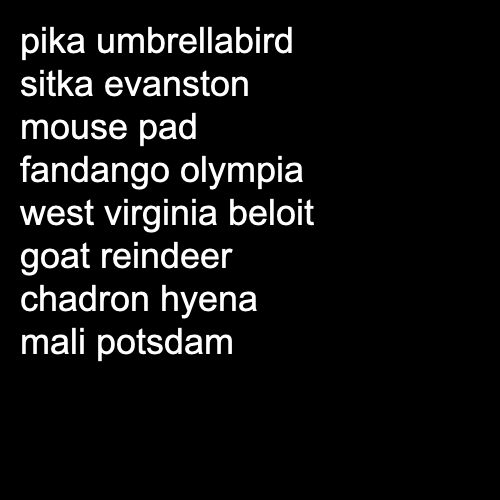 pika umbrellabird
sitka evanston
mouse pad
fandango olympia
west virginia beloit
goat reindeer
chadron hyena
mali potsdam